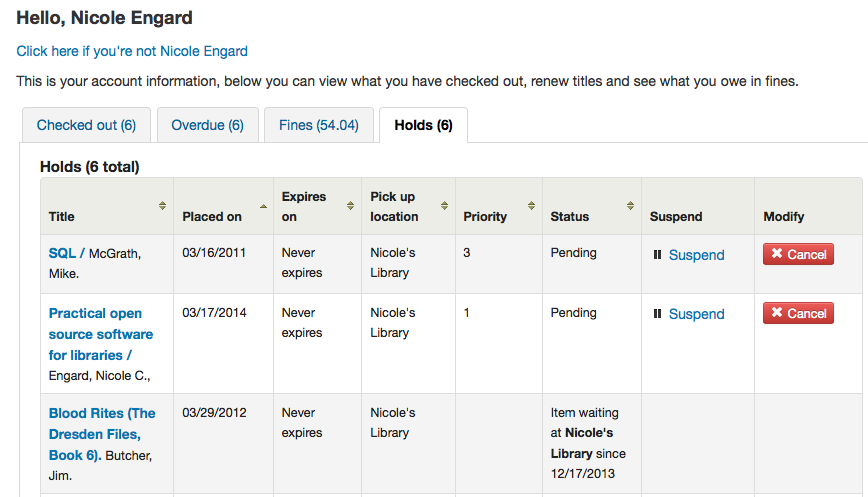 Hello, Nicole Engard
Click here if you're not Nicole Engard
This is your account information, below you can view what you have checked out, renew titles and see what you owe in fines.
Checked out (6) Overdue (6) Fines (54.04) Holds (6)
Holds (6 total)
Title Placed on Expires on Pick up location Priority Status Suspend Modify
SQL / McGrath, Mike. 03/16/2011 Never expires Nicole's Library 3 Pending Suspend Cancel
Practical open source software for libraries / Engard, Nicole C., 03/17/2014 Never expires Nicole's Library 1 Pending Suspend Cancel
Blood Rites (The Dresden Files, Book 6). Butcher, Jim. 03/29/2012 Never expires Nicole's Library Item waiting at Nicole's Library since 12/17/2013